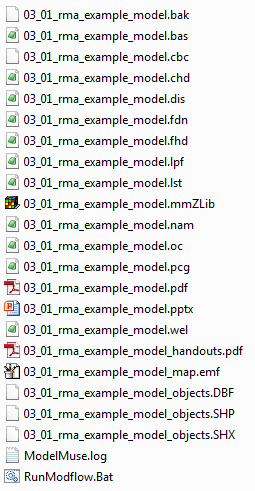 03_01_rma_example_model.bak
03_01_rma_example_model.bas
03_01_rma_example_model.cbc
03_01_rma_example_model.chd
03_01_rma_example_model.dis
03_01_rma_example_model.fdn
03_01_rma_example_model.fhd
03_01_rma_example_model.lpf
03_01_rma_example_model.lst
03_01_rma_example_model.mmZLib
03_01_rma_example_model.nam
03_01_rma_example_model.oc
03_01_rma_example_model.pcg
03_01_rma_example_model.pdf
03_01_rma_example_model.pptx
03_01_rma_example_model.wel
03_01_rma_example_model_handouts.pdf
03_01_rma_example_model_map.emf
03_01_rma_example_model_objects.DBF
03_01_rma_example_model_objects.SHP
03_01_rma_example_model_objects.SHX
ModelMuse.log
RunModflow.Bat